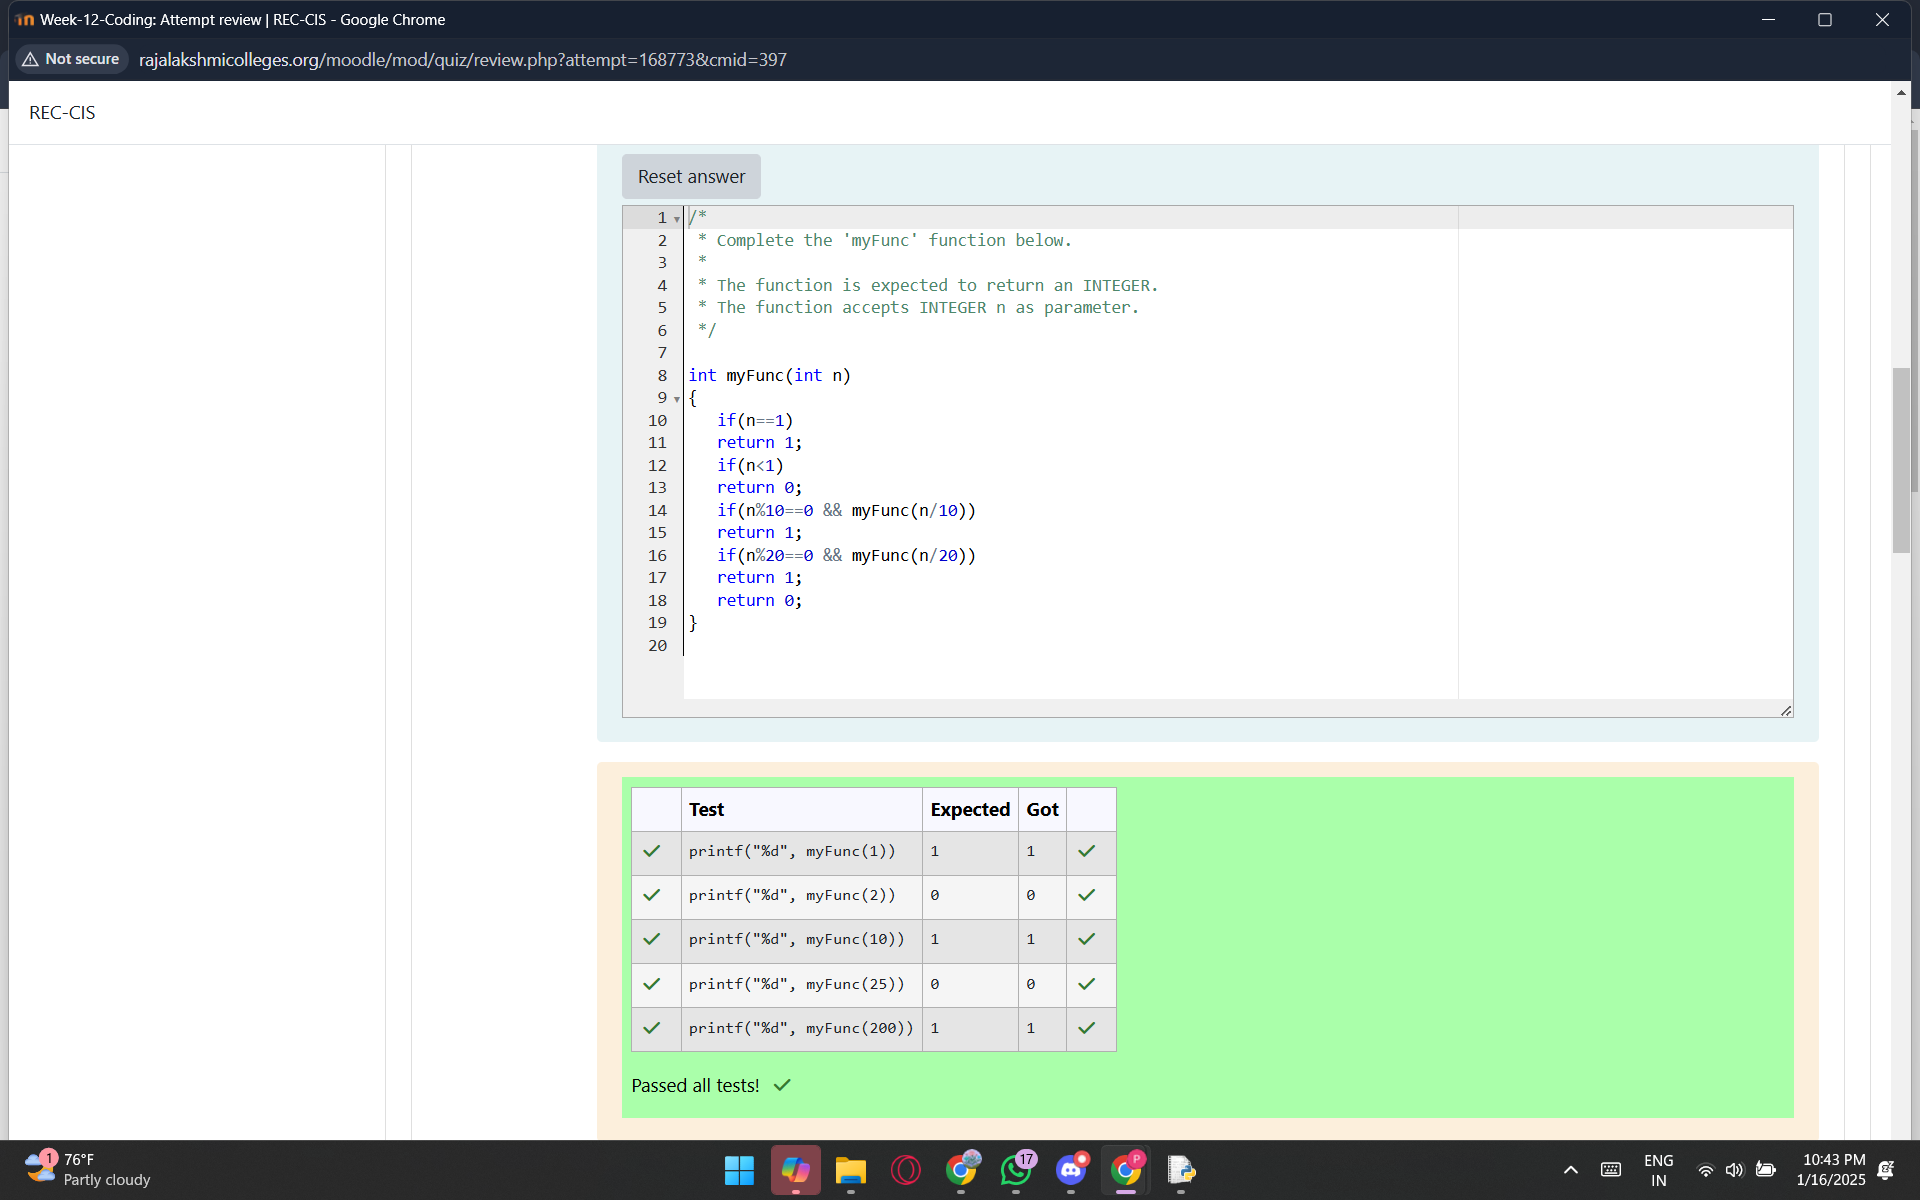 Week-12-Coding: Attempt review | REC-CIS - Google Chrome
Not secure rajalakshmicolleges.org/moodle/mod/quiz/review.php?attempt=168773&cmid=397
REC-CIS
Reset answer
1 /*
2  * Complete the 'myFunc' function below.
3  *
4  * The function is expected to return an INTEGER.
5  * The function accepts INTEGER n as parameter.
6  */
7
8 int myFunc(int n)
9 {
10    if(n==1)
11    return 1;
12    if(n<1)
13    return 0;
14    if(n%10==0 && myFunc(n/10))
15    return 1;
16    if(n%20==0 && myFunc(n/20))
17    return 1;
18    return 0;
19 }
20
Test Expected Got
printf("%d", myFunc(1)) 1 1
printf("%d", myFunc(2)) 0 0
printf("%d", myFunc(10)) 1 1
printf("%d", myFunc(25)) 0 0
printf("%d", myFunc(200)) 1 1
Passed all tests!
1 76°F
Partly cloudy
17
P
ENG
IN
10:43 PM
1/16/2025